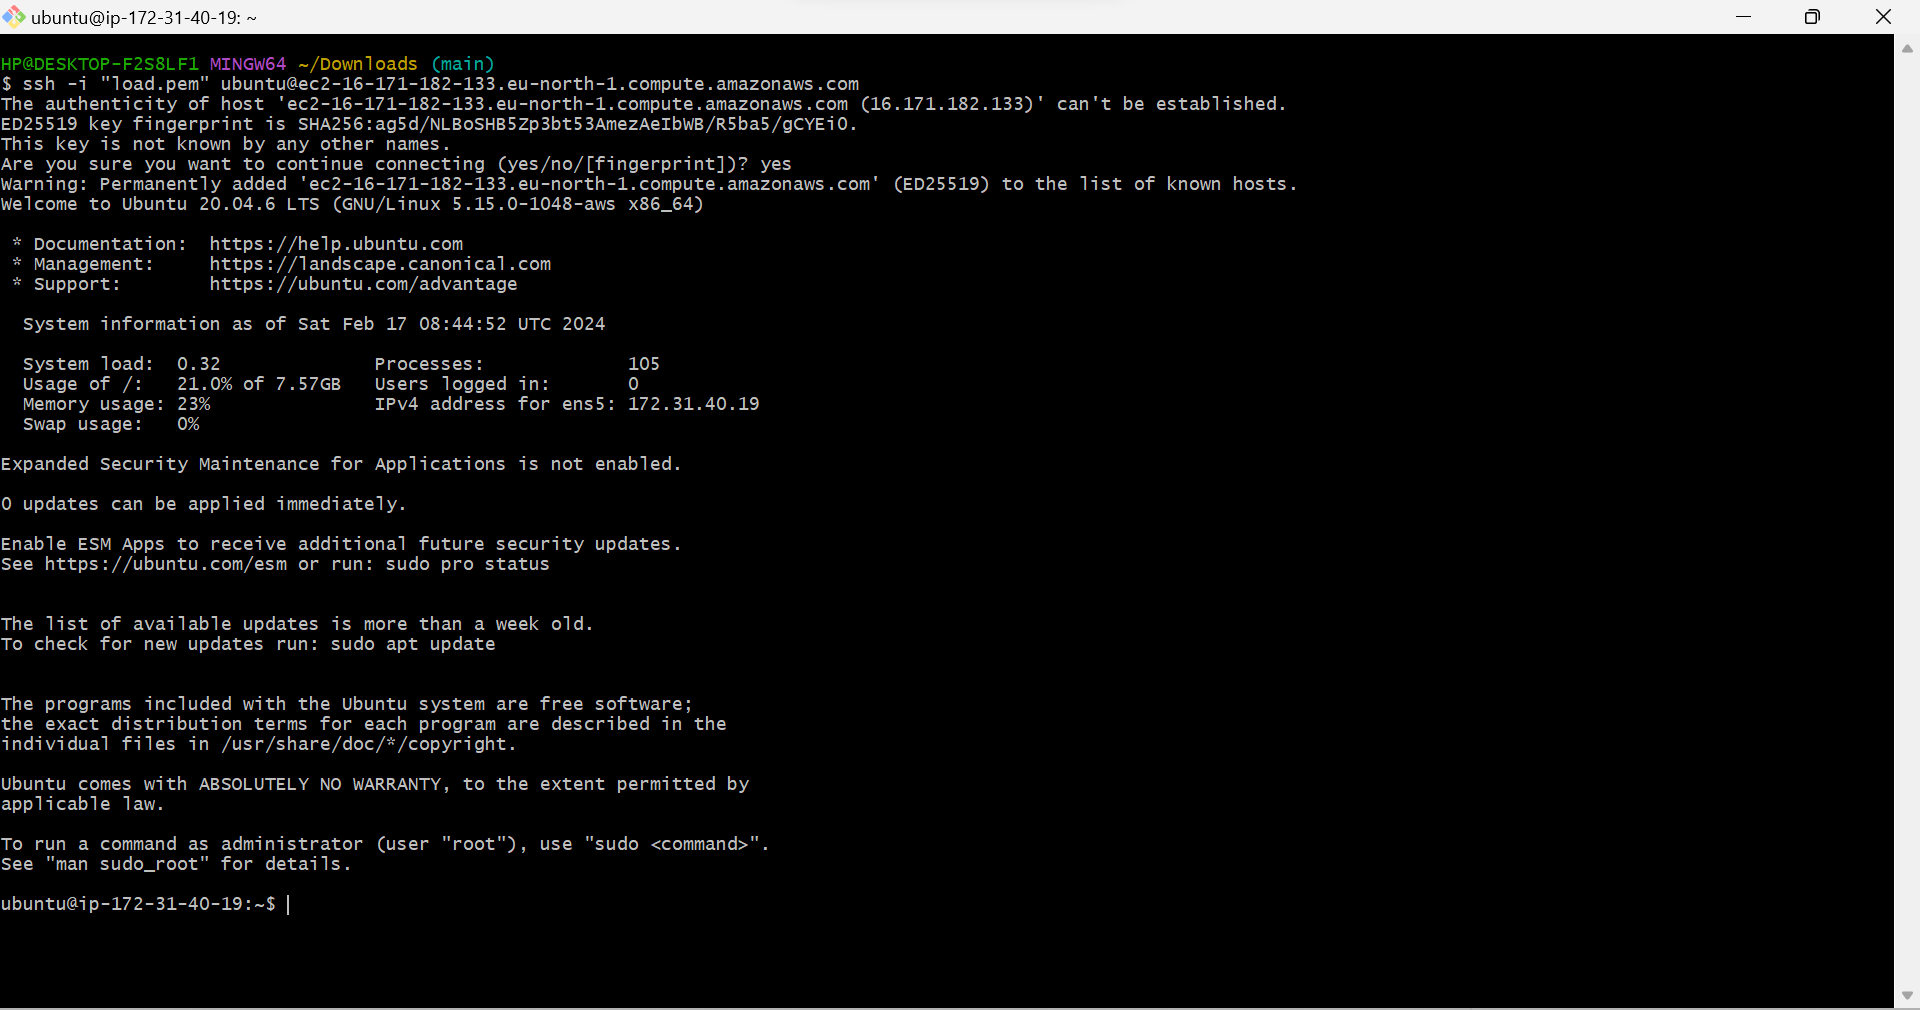 ubuntu@ip-172-31-40-19: ~
HP@DESKTOP-F2S8LF1 MINGW64 ~/Downloads (main)
$ ssh -i "load.pem" ubuntu@ec2-16-171-182-133.eu-north-1.compute.amazonaws.com
The authenticity of host 'ec2-16-171-182-133.eu-north-1.compute.amazonaws.com (16.171.182.133)' can't be established.
ED25519 key fingerprint is SHA256:ag5d/NLBoSHB5Zp3bt53AmezAeIbWB/R5ba5/gCYEi0.
This key is not known by any other names.
Are you sure you want to continue connecting (yes/no/[fingerprint])? yes
Warning: Permanently added 'ec2-16-171-182-133.eu-north-1.compute.amazonaws.com' (ED25519) to the list of known hosts.
Welcome to Ubuntu 20.04.6 LTS (GNU/Linux 5.15.0-1048-aws x86_64)
* Documentation:  https://help.ubuntu.com
* Management:     https://landscape.canonical.com
* Support:        https://ubuntu.com/advantage
System information as of Sat Feb 17 08:44:52 UTC 2024
System load:  0.32              Processes:             105
Usage of /:   21.0% of 7.57GB   Users logged in:       0
Memory usage: 23%               IPv4 address for ens5: 172.31.40.19
Swap usage:   0%
Expanded Security Maintenance for Applications is not enabled.
0 updates can be applied immediately.
Enable ESM Apps to receive additional future security updates.
See https://ubuntu.com/esm or run: sudo pro status
The list of available updates is more than a week old.
To check for new updates run: sudo apt update
The programs included with the Ubuntu system are free software;
the exact distribution terms for each program are described in the
individual files in /usr/share/doc/*/copyright.
Ubuntu comes with ABSOLUTELY NO WARRANTY, to the extent permitted by
applicable law.
To run a command as administrator (user "root"), use "sudo <command>".
See "man sudo_root" for details.
ubuntu@ip-172-31-40-19:~$